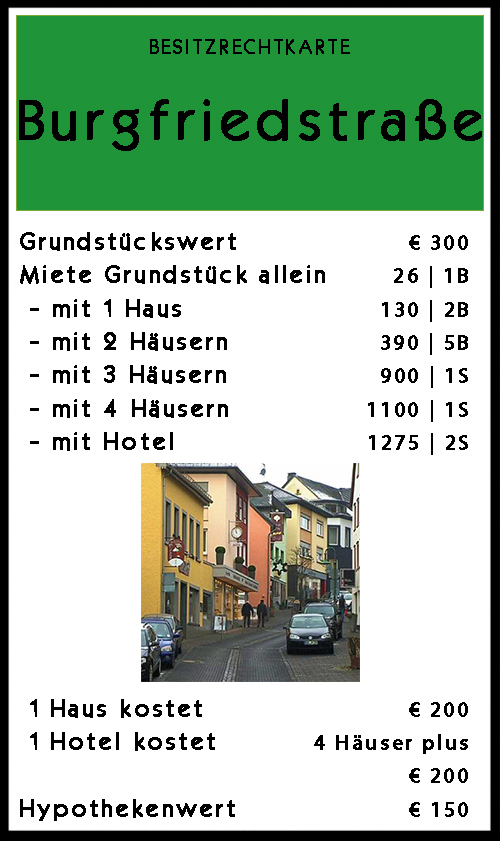 BESITZRECHTKARTE
Burgfriedstraße
Grundstückswert € 300
Miete Grundstück allein 26 | 1B
- mit 1 Haus 130 | 2B
- mit 2 Häusern 390 | 5B
- mit 3 Häusern 900 | 1S
- mit 4 Häusern 1100 | 1S
- mit Hotel 1275 | 2S
1 Haus kostet € 200
1 Hotel kostet 4 Häuser plus
€ 200
Hypothekenwert € 150